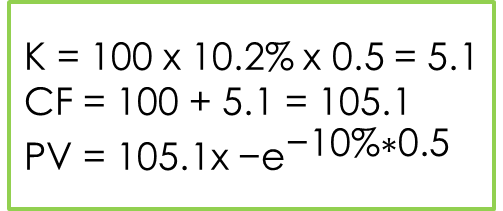 K = 100 x 10.2% x 0.5 = 5.1
CF = 100 + 5.1 = 105.1
PV = 105.1x −e^−10%*0.5